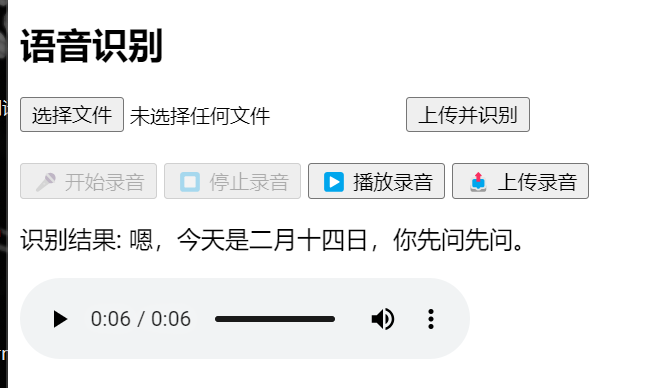 语音识别
选择文件 未选择任何文件 上传并识别
🎤 开始录音 ⏹ 停止录音 ▶ 播放录音 📤 上传录音
识别结果: 嗯，今天是二月十四日，你先问先问。
0:06 / 0:06